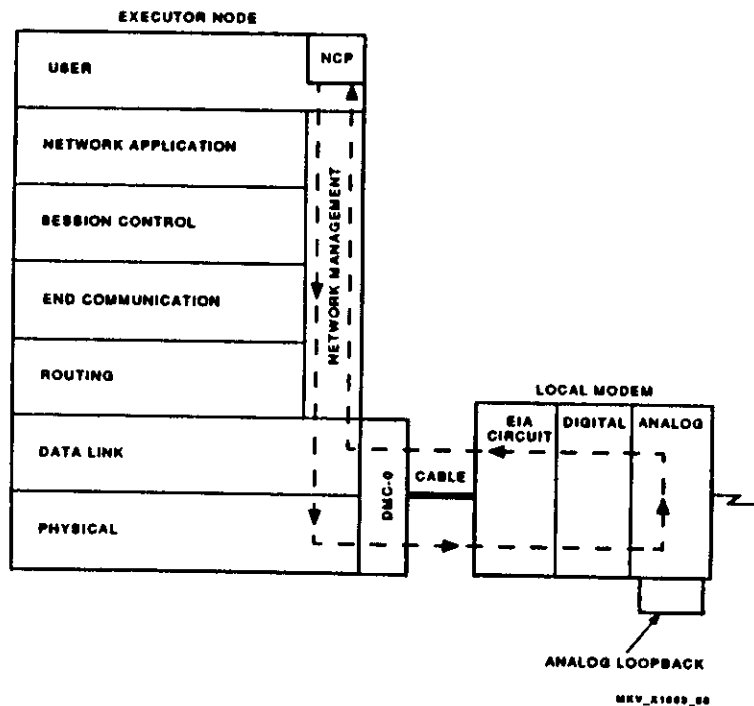 EXECUTOR NODE
NCP
USER
NETWORK APPLICATION
SESSION CONTROL
END COMMUNICATION
ROUTING
DATA LINK
PHYSICAL
NETWORK MANAGEMENT
DMC-0
CABLE
LOCAL MODEM
EIA
CIRCUIT
DIGITAL
ANALOG
ANALOG LOOPBACK